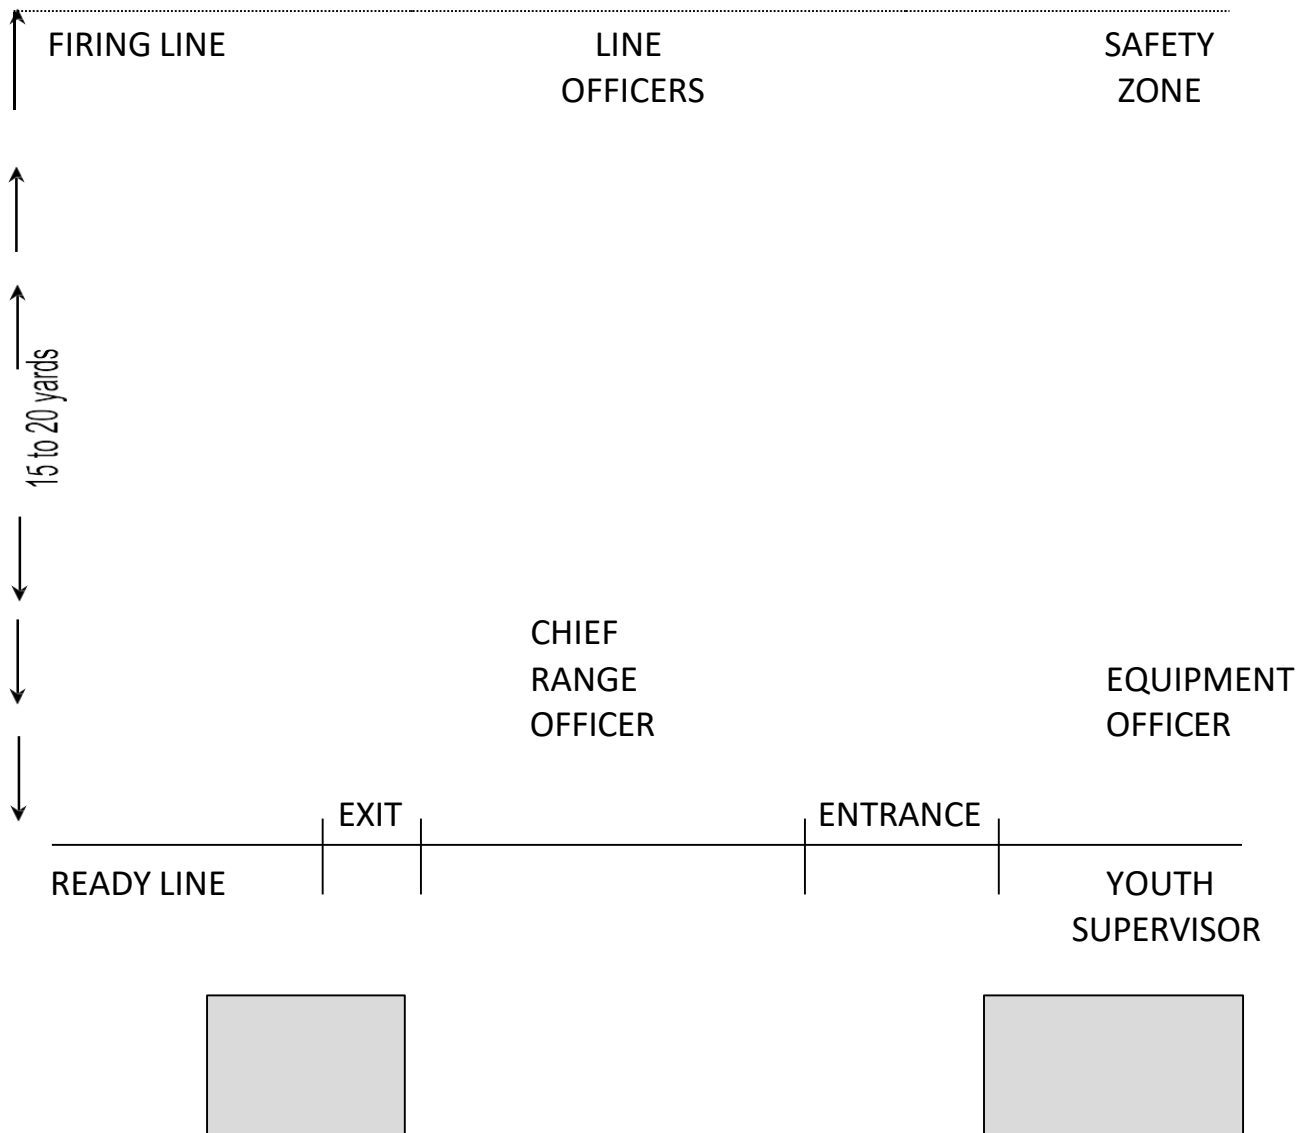 FIRING LINE
LINE
OFFICERS
SAFETY
ZONE
15 to 20 yards
CHIEF
RANGE
OFFICER
EQUIPMENT
OFFICER
EXIT
ENTRANCE
READY LINE
YOUTH
SUPERVISOR